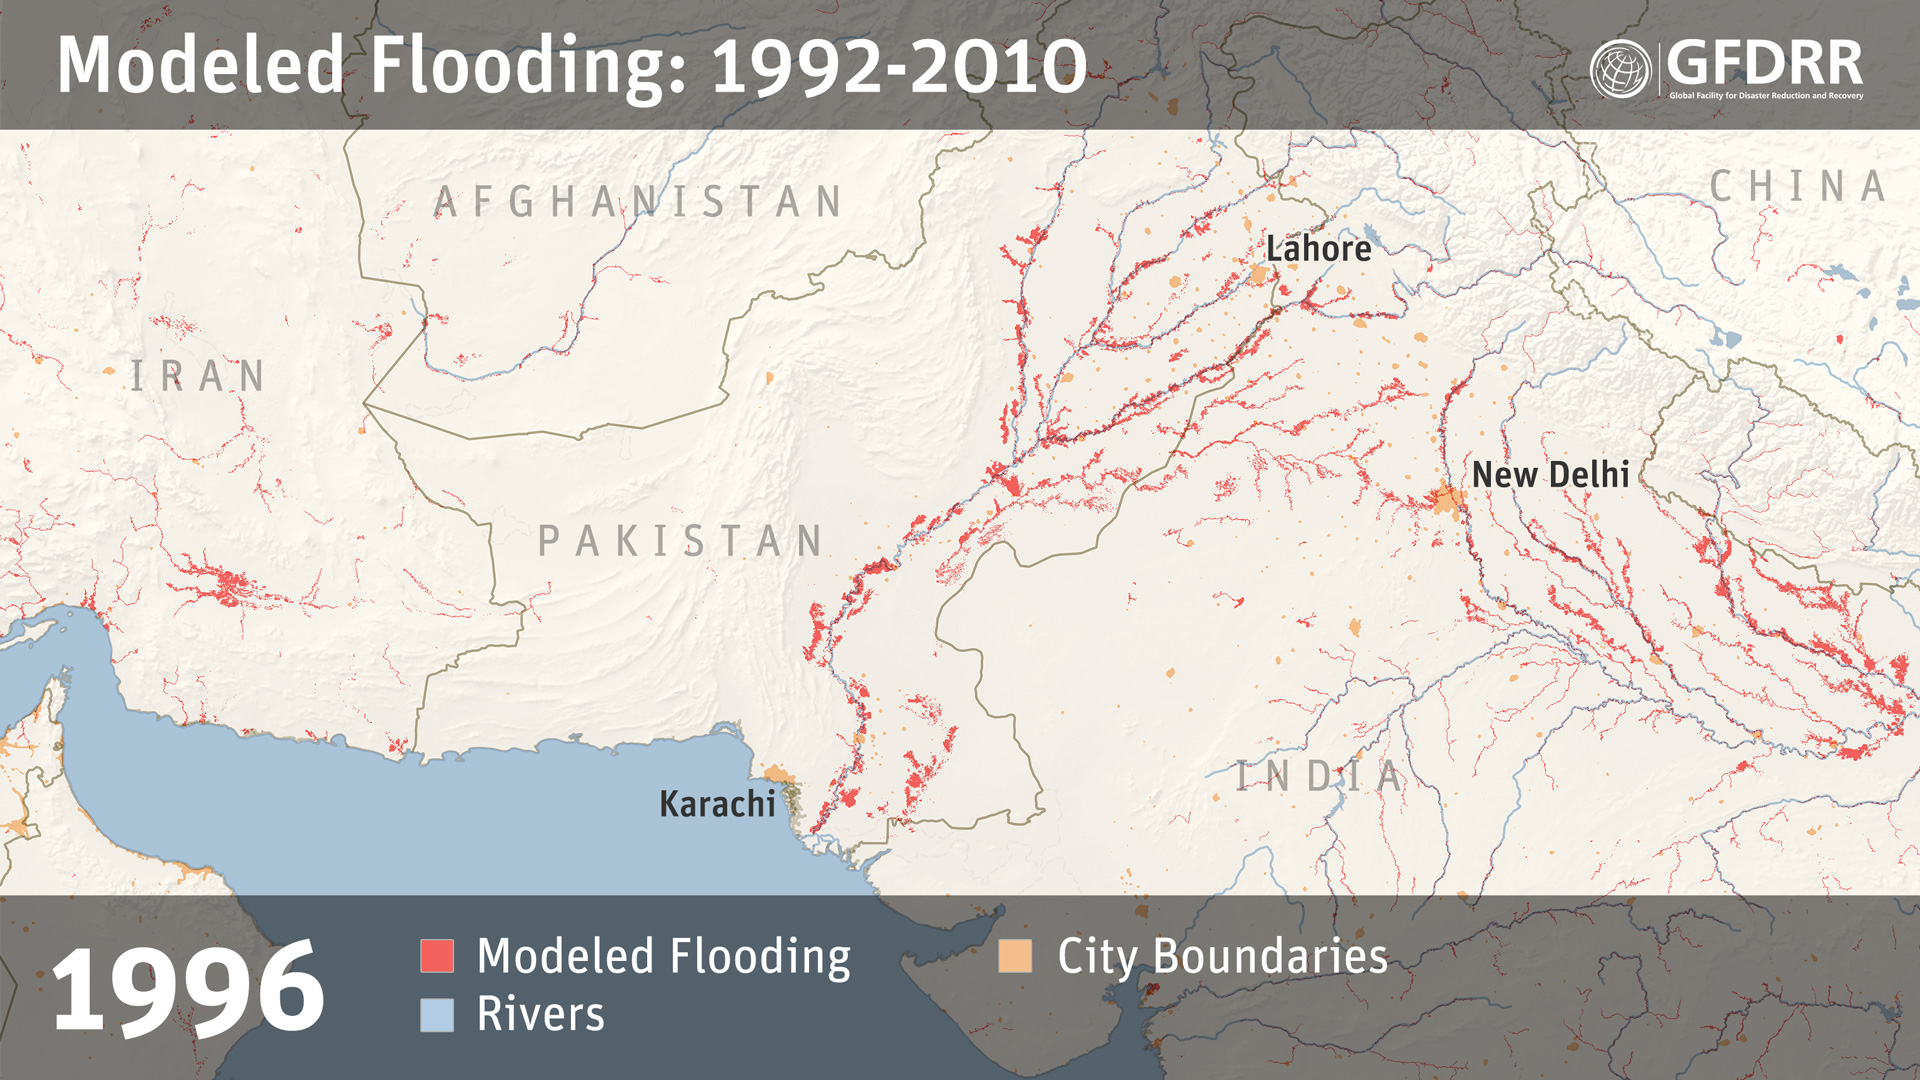 Modeled Flooding: 1992-2010
GFDRR
Global Facility for Disaster Reduction and Recovery
AFGHANISTAN
CHINA
Lahore
IRAN
New Delhi
PAKISTAN
INDIA
Karachi
1996
Modeled Flooding
City Boundaries
Rivers